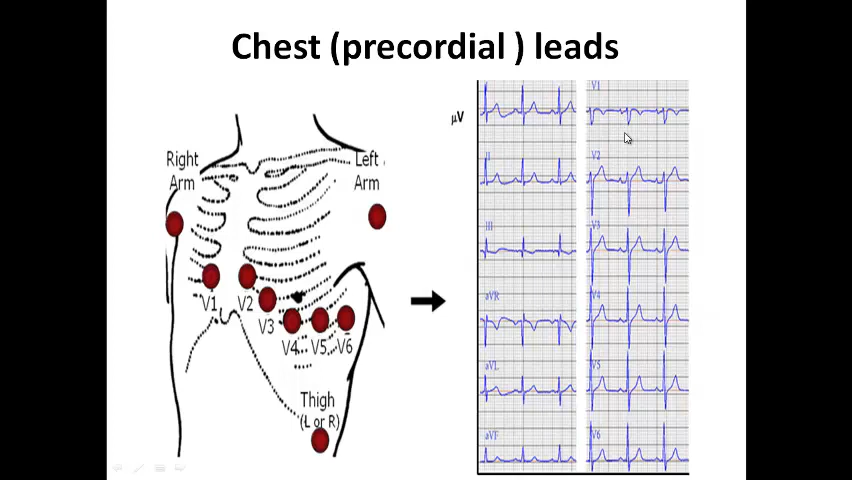 Chest (precordial ) leads
Right
Arm
Left
Arm
V1
V2
V3
V4
V5
V6
Thigh
(L or R)
µV
II
III
aVR
aVL
aVF
V1
V2
V3
V4
V5
V6